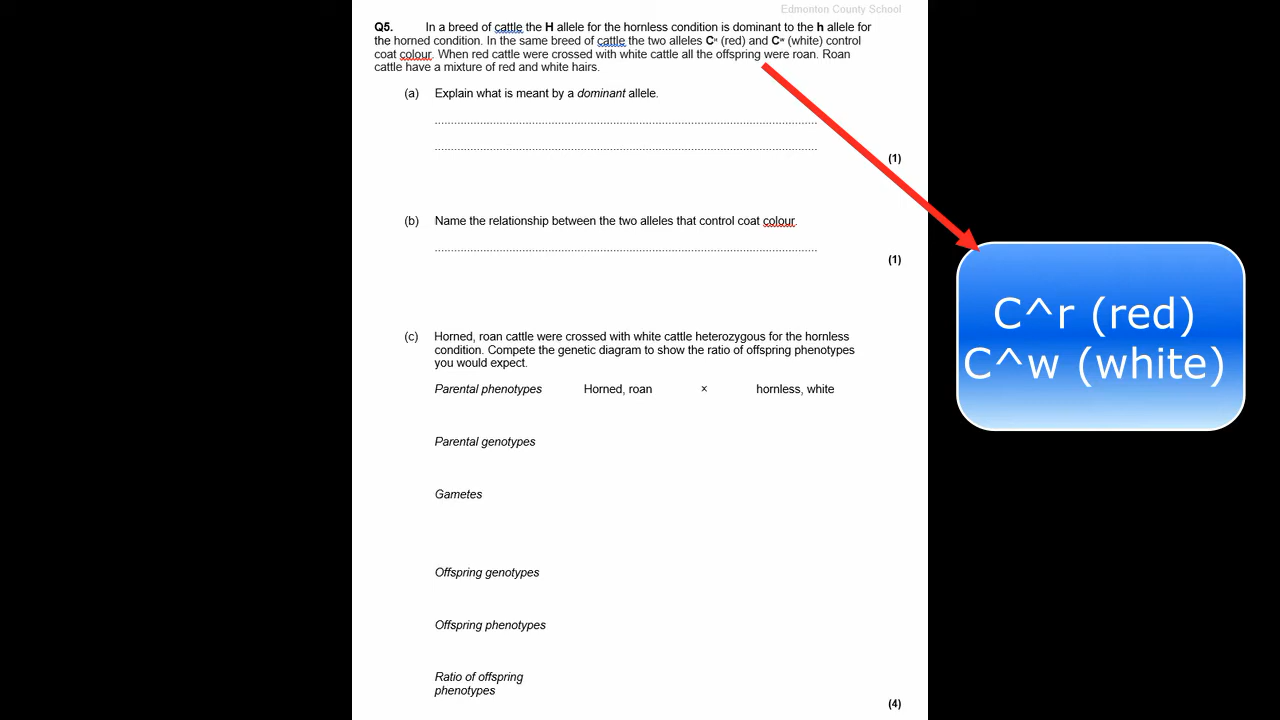 Edmonton County School
Q5. In a breed of cattle the H allele for the hornless condition is dominant to the h allele for
the horned condition. In the same breed of cattle the two alleles Cᴿ (red) and Cᵂ (white) control
coat colour. When red cattle were crossed with white cattle all the offspring were roan. Roan
cattle have a mixture of red and white hairs.
(a) Explain what is meant by a dominant allele.
(1)
(b) Name the relationship between the two alleles that control coat colour.
(1)
C^r (red)
C^w (white)
(c) Horned, roan cattle were crossed with white cattle heterozygous for the hornless
condition. Compete the genetic diagram to show the ratio of offspring phenotypes
you would expect.
Parental phenotypes Horned, roan × hornless, white
Parental genotypes
Gametes
Offspring genotypes
Offspring phenotypes
Ratio of offspring
phenotypes
(4)